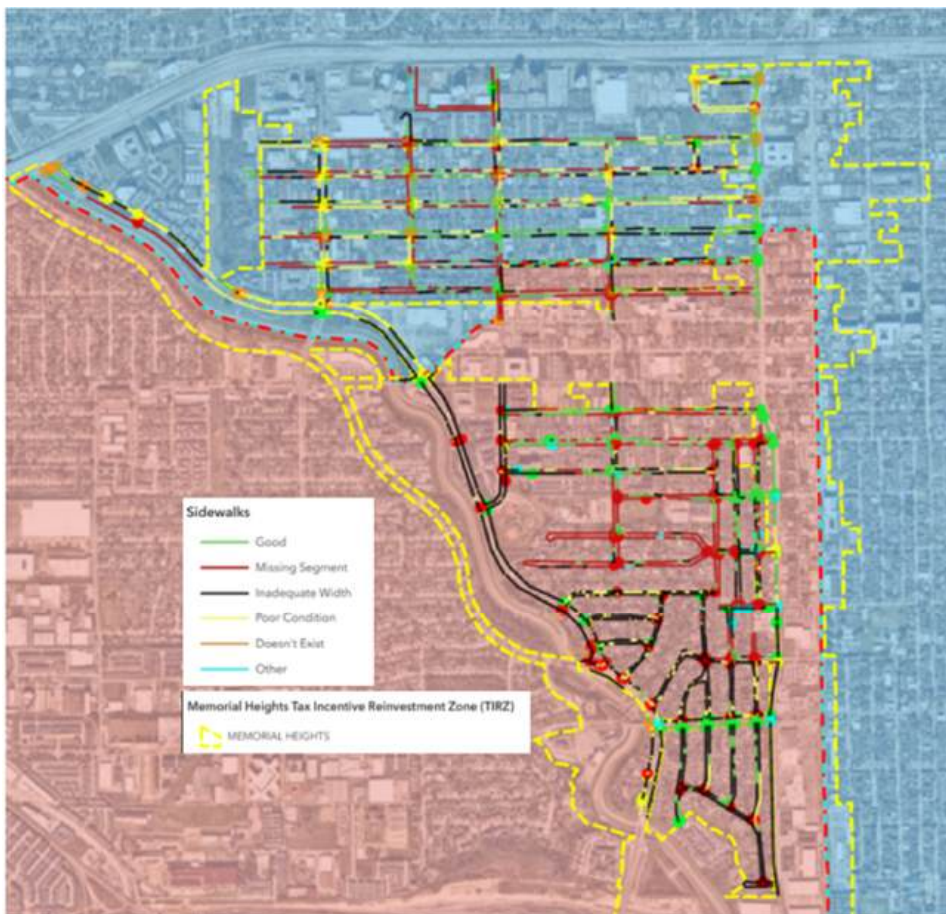 Sidewalks
Good
Missing Segment
Inadequate Width
Poor Condition
Doesn't Exist
Other
Memorial Heights Tax Incentive Reinvestment Zone (TIRZ)
MEMORIAL HEIGHTS